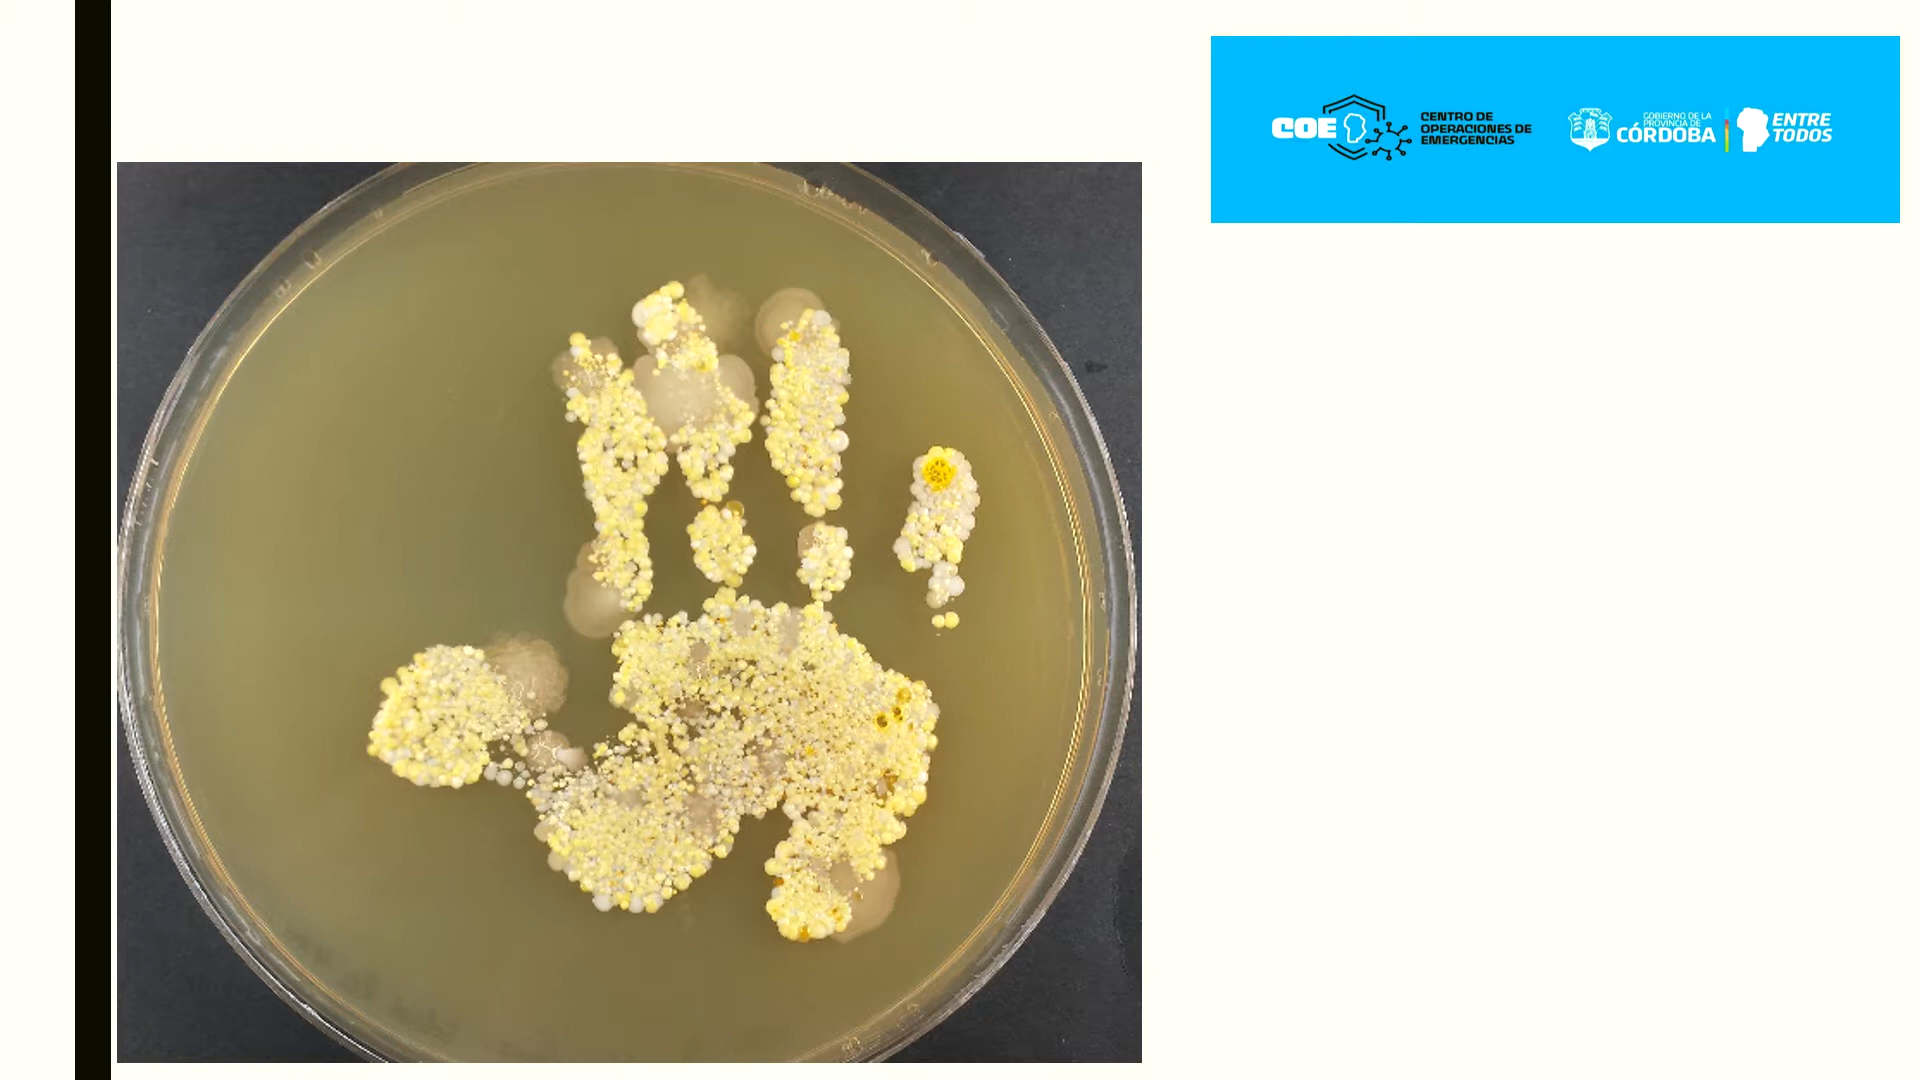 COE
CENTRO DE
OPERACIONES DE
EMERGENCIAS
GOBIERNO DE LA
PROVINCIA DE
CÓRDOBA
ENTRE
TODOS